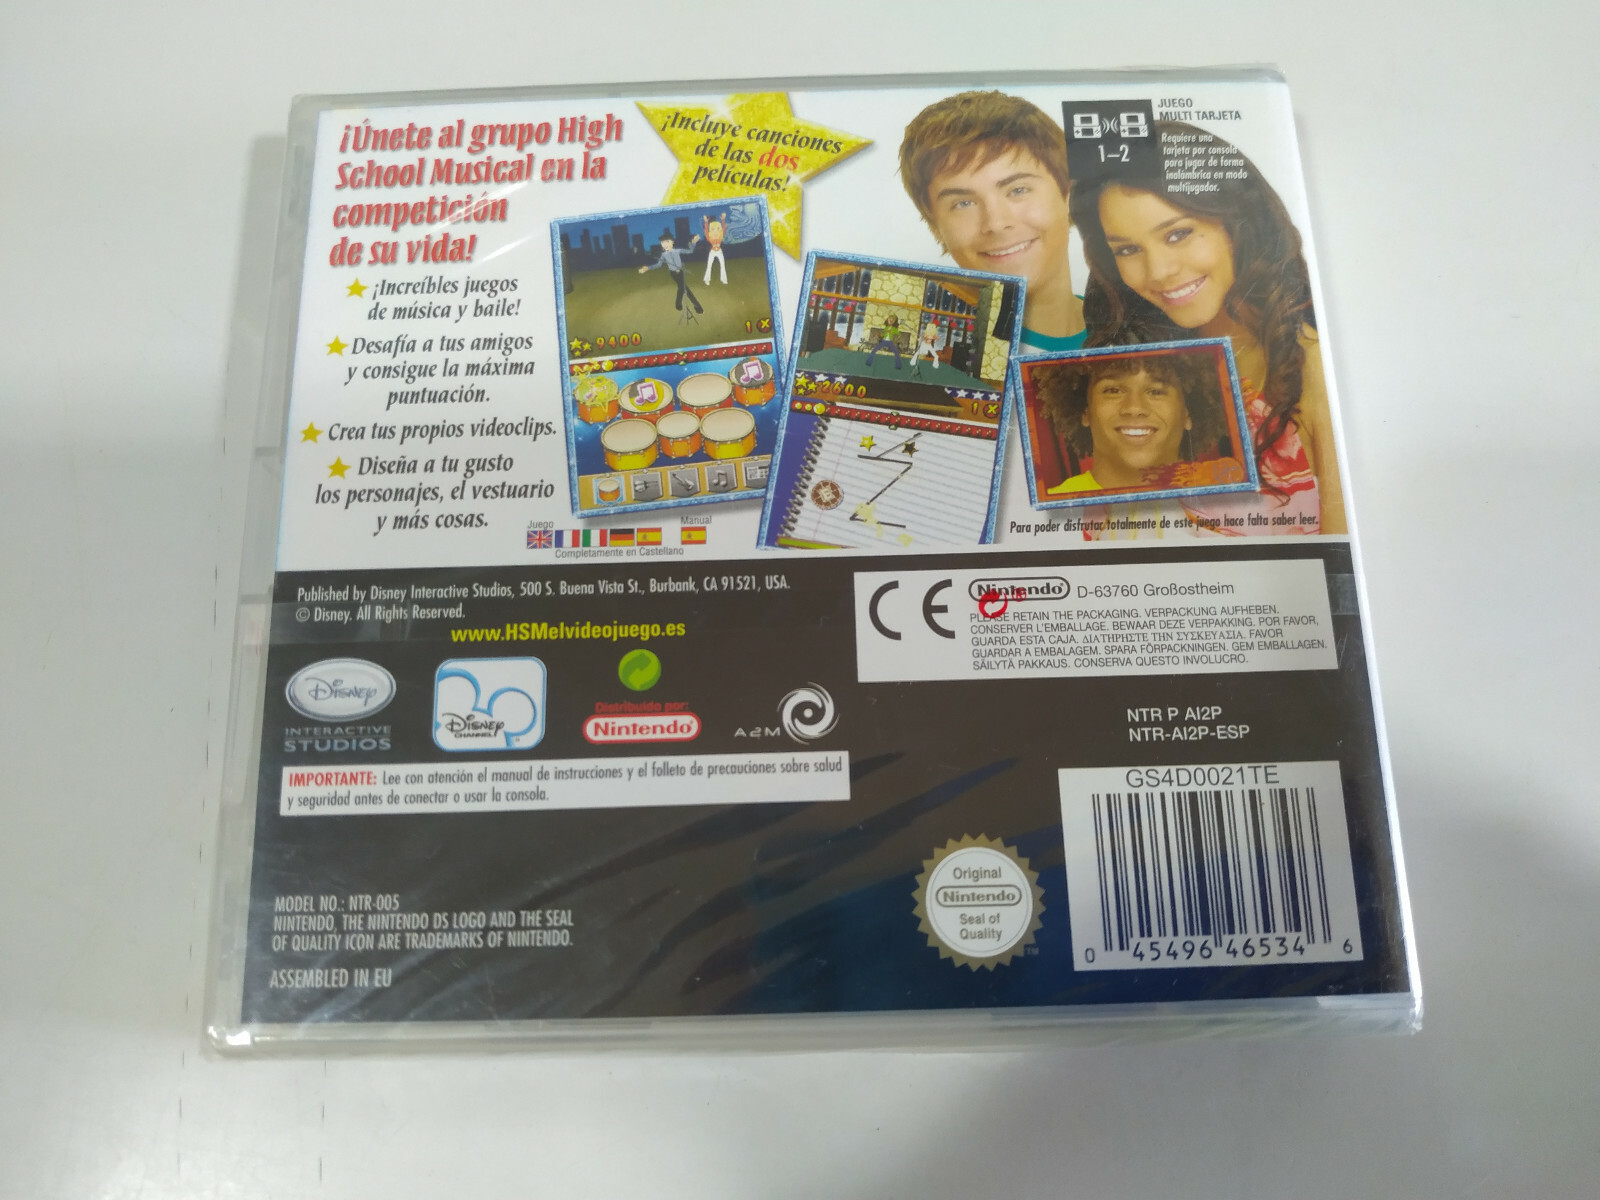 ¡Únete al grupo High
School Musical en la
competición
de su vida!
¡Incluye canciones
de las dos
películas!
JUEGO
MULTI TARJETA
1–2
Requiere una
tarjeta por consola
para jugar de forma
inalámbrica en modo
multijugador.
¡Increíbles juegos
de música y baile!
Desafía a tus amigos
y consigue la máxima
puntuación.
Crea tus propios videoclips.
Diseña a tu gusto
los personajes, el vestuario
y más cosas.
9400
1 x
2600
1 x
Juego
Manual
Completamente en Castellano
Para poder disfrutar totalmente de este juego hace falta saber leer.
Published by Disney Interactive Studios, 500 S. Buena Vista St., Burbank, CA 91521, USA.
© Disney. All Rights Reserved.
www.HSMelvideojuego.es
CE
Nintendo D-63760 Großostheim
PLEASE RETAIN THE PACKAGING. VERPACKUNG AUFHEBEN.
CONSERVER L'EMBALLAGE. BEWAAR DEZE VERPAKKING. POR FAVOR,
GUARDA ESTA CAJA. ΔΙΑΤΗΡΗΣΤΕ ΤΗΝ ΣΥΣΚΕΥΑΣΙΑ. FAVOR
GUARDAR A EMBALAGEM. SPARA FÖRPACKNINGEN. GEM EMBALLAGEN.
SÄILYTÄ PAKKAUS. CONSERVA QUESTO INVOLUCRO.
Disney
INTERACTIVE
STUDIOS
Disney
CHANNEL
Distribuido por:
Nintendo
A2M
NTR P AI2P
NTR-AI2P-ESP
IMPORTANTE: Lee con atención el manual de instrucciones y el folleto de precauciones sobre salud
y seguridad antes de conectar o usar la consola.
GS4D0021TE
0 45496 46534 6
Original
Nintendo
Seal of
Quality
TM
MODEL NO.: NTR-005
NINTENDO, THE NINTENDO DS LOGO AND THE SEAL
OF QUALITY ICON ARE TRADEMARKS OF NINTENDO.
ASSEMBLED IN EU